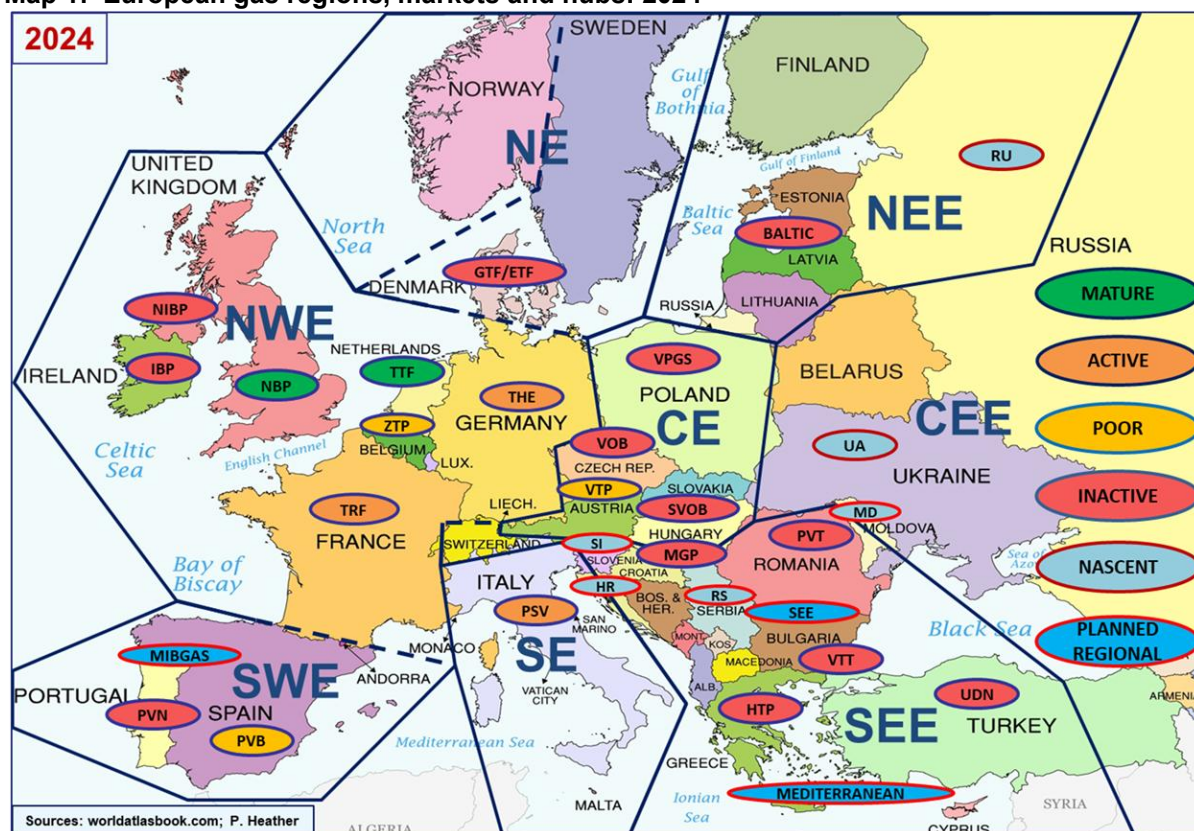 Map 1: European gas regions, markets and hubs: 2024
2024
SWEDEN
FINLAND
NORWAY
Gulf
of
Bothnia
NE
RU
UNITED
KINGDOM
Gulf of Finland
ESTONIA
NEE
North
Sea
Baltic
Sea
BALTIC
LATVIA
RUSSIA
GTF/ETF
DENMARK
LITHUANIA
MATURE
RUSSIA
NIBP
NWE
NETHERLANDS
VPGS
ACTIVE
IRELAND
IBP
NBP
TTF
POLAND
BELARUS
THE
GERMANY
CE
CEE
POOR
ZTP
BELGIUM
VOB
UA
Celtic
Sea
English Channel
LUX.
CZECH REP.
UKRAINE
VTP
SLOVAKIA
INACTIVE
TRF
LIECH.
AUSTRIA
SVOB
MD
FRANCE
SWITZERLAND
HUNGARY
PVT
MOLDOVA
SI
MGP
Sea of
Azov
NASCENT
Bay of
Biscay
ITALY
SLOVENIA
CROATIA
ROMANIA
HR
BOS. &
HER.
RS
SERBIA
PSV
SAN
MARINO
SEE
PLANNED
REGIONAL
Black Sea
MONACO
MONT.
KOS.
BULGARIA
MIBGAS
SE
MACEDONIA
VTT
SWE
ANDORRA
VATICAN
CITY
ALB.
ARMENIA
PORTUGAL
PVN
SPAIN
HTP
UDN
SEE
TURKEY
PVB
Mediterranean Sea
GREECE
MALTA
Ionian
Sea
MEDITERRANEAN
SYRIA
Sources: worldatlasbook.com; P. Heather
ALGERIA
CYPRUS